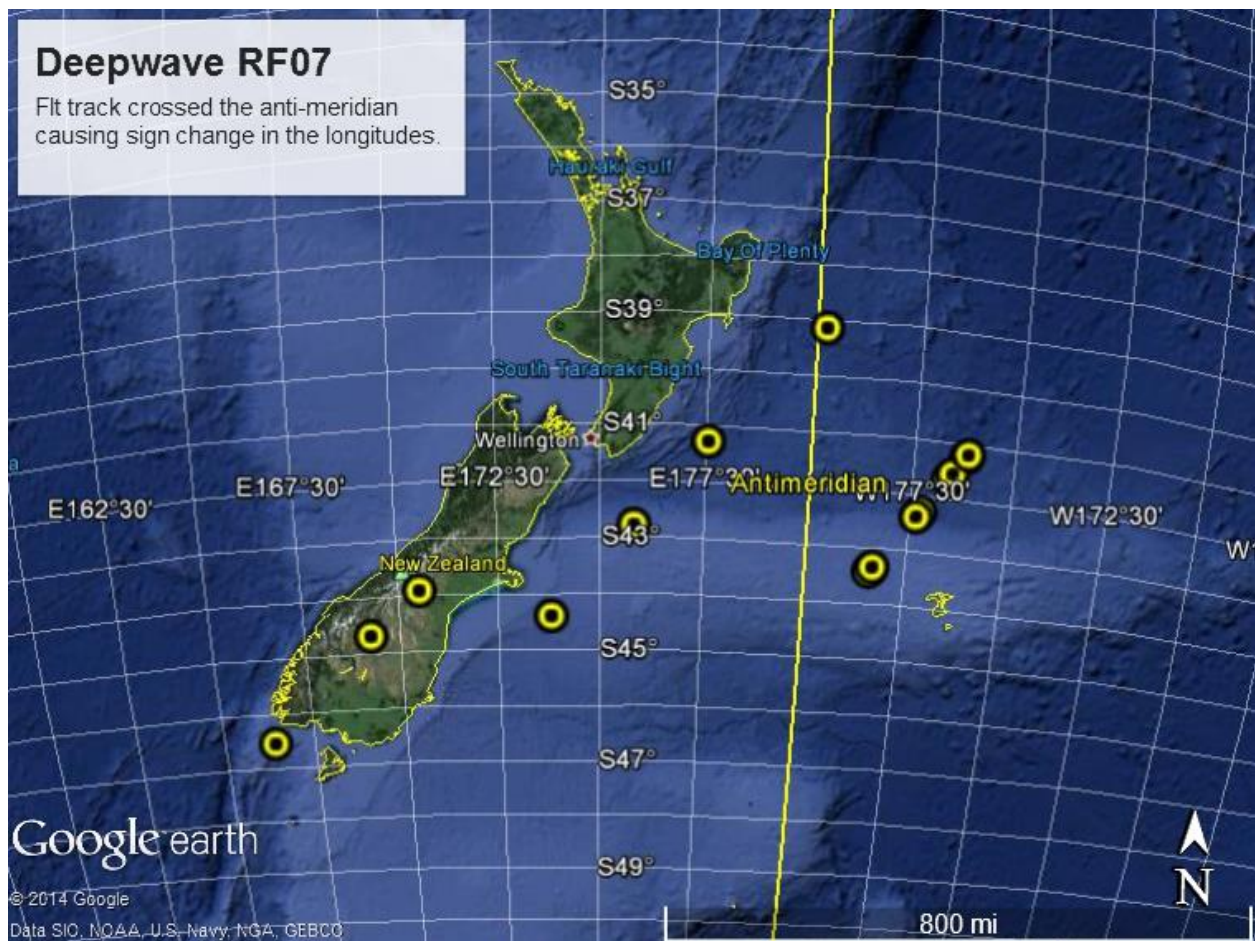 Deepwave RF07
Flt track crossed the anti-meridian
causing sign change in the longitudes.
S35°
Hauraki Gulf
S37°
Bay Of Plenty
S39°
South Taranaki Bight
S41°
Wellington
a
E162°30'
E167°30'
E172°30'
E177°30'
Antimeridian
W177°30'
W172°30'
S43°
New Zealand
S45°
S47°
S49°
Google earth
© 2014 Google
Data SIO, NOAA, U.S. Navy, NGA, GEBCO
800 mi
N